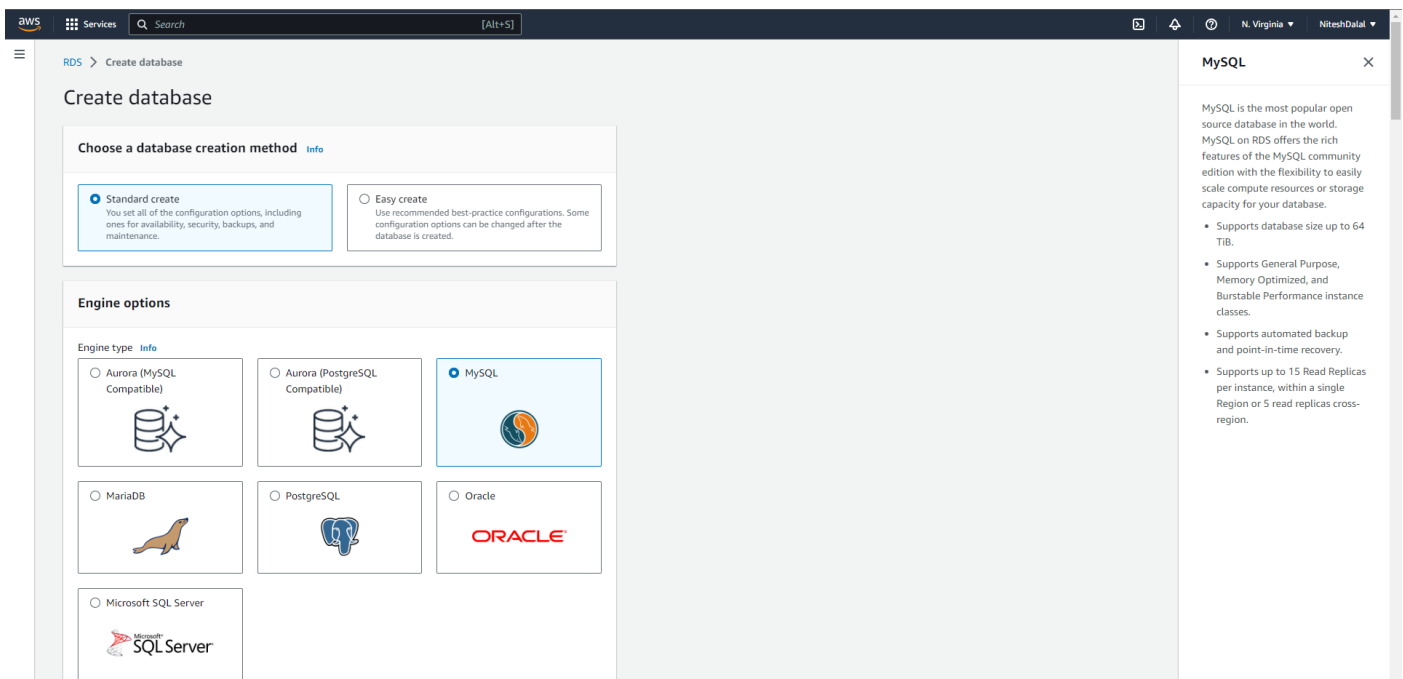 aws
Services
Search
[Alt+S]
N. Virginia
NiteshDalal
RDS
Create database
Create database
Choose a database creation method Info
Standard create
You set all of the configuration options, including
ones for availability, security, backups, and
maintenance.
Easy create
Use recommended best-practice configurations. Some
configuration options can be changed after the
database is created.
Engine options
Engine type Info
Aurora (MySQL
Compatible)
Aurora (PostgreSQL
Compatible)
MySQL
MariaDB
PostgreSQL
Oracle
ORACLE
Microsoft SQL Server
Microsoft
SQL Server
MySQL
MySQL is the most popular open
source database in the world.
MySQL on RDS offers the rich
features of the MySQL community
edition with the flexibility to easily
scale compute resources or storage
capacity for your database.
• Supports database size up to 64
TiB.
• Supports General Purpose,
Memory Optimized, and
Burstable Performance instance
classes.
• Supports automated backup
and point-in-time recovery.
• Supports up to 15 Read Replicas
per instance, within a single
Region or 5 read replicas cross-
region.